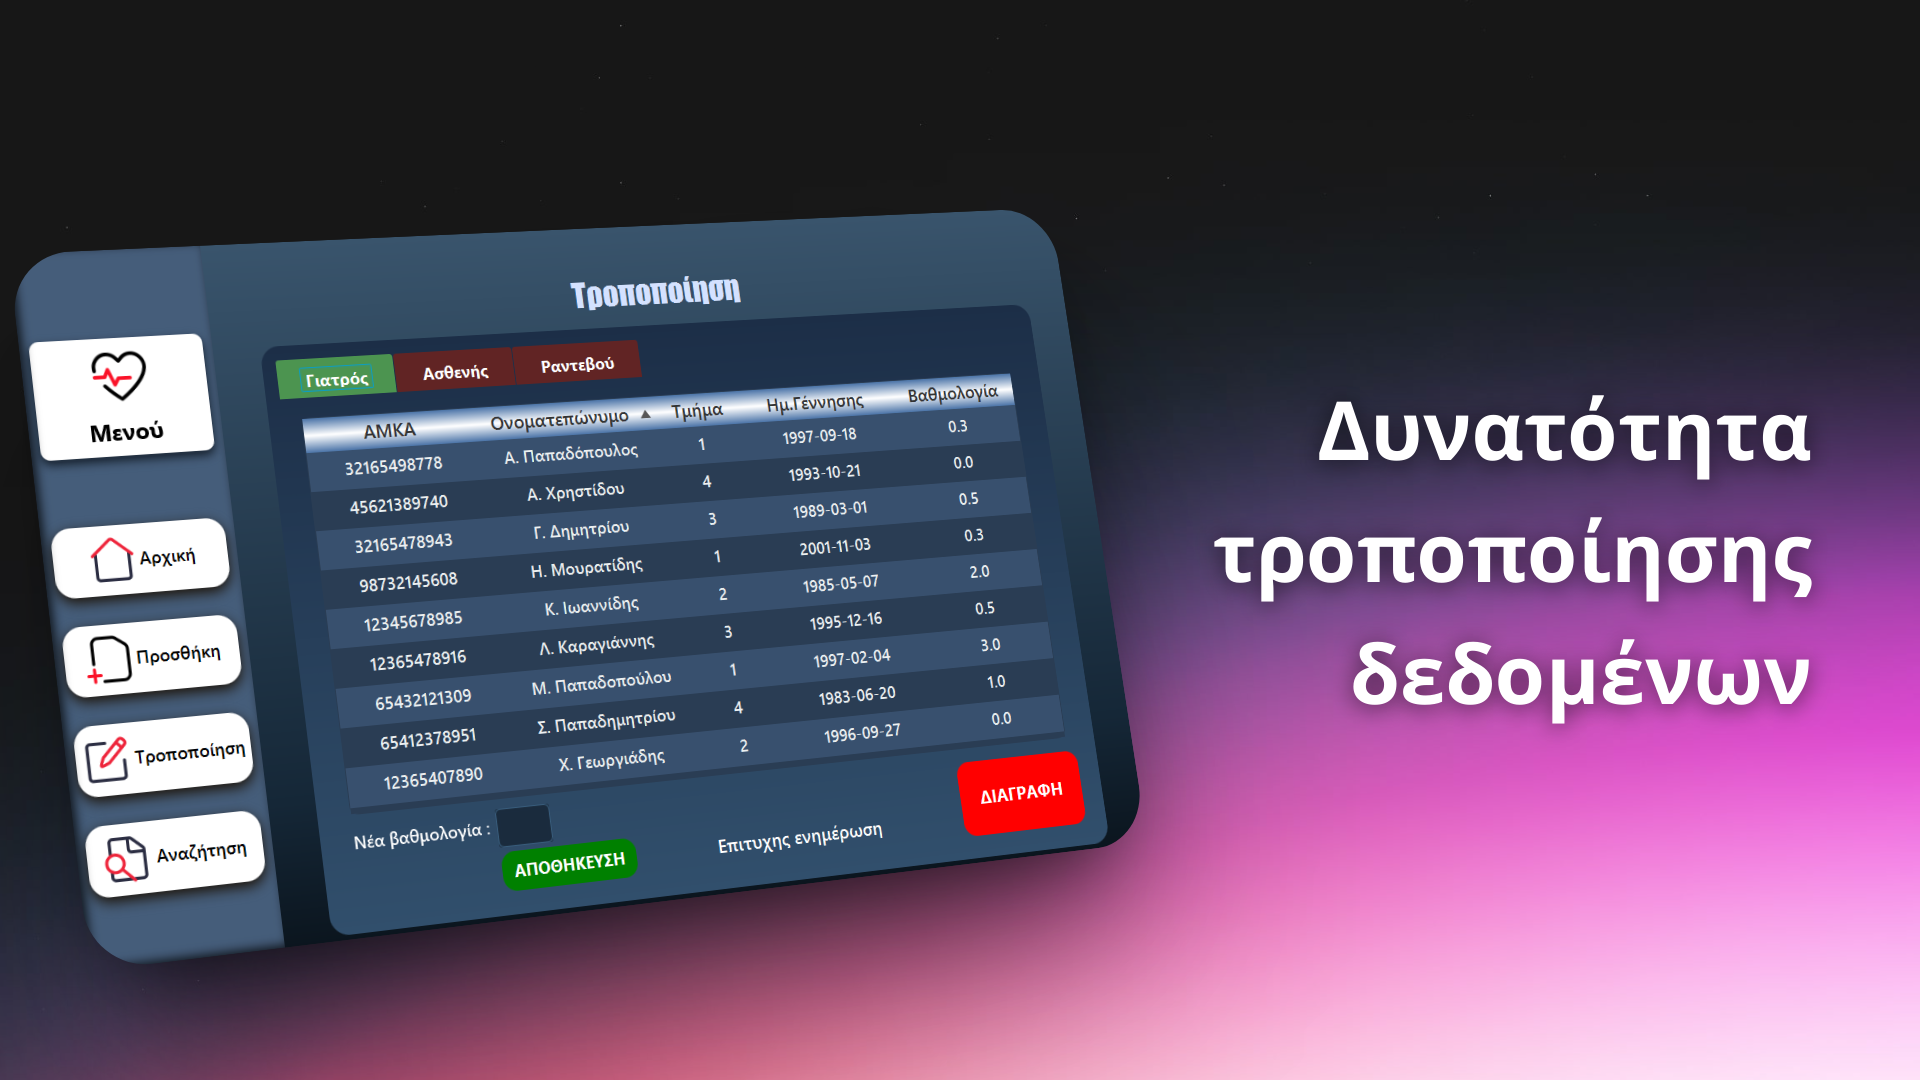 Τροποποίηση
Μενού
Αρχική
Προσθήκη
Τροποποίηση
Αναζήτηση
Γιατρός Ασθενής Ραντεβού
ΑΜΚΑ Ονοματεπώνυμο Τμήμα Ημ.Γέννησης Βαθμολογία
32165498778 Α. Παπαδόπουλος 1 1997-09-18 0.3
45621389740 Α. Χρηστίδου 4 1993-10-21 0.0
32165478943 Γ. Δημητρίου 3 1989-03-01 0.5
98732145608 Η. Μουρατίδης 1 2001-11-03 0.3
12345678985 Κ. Ιωαννίδης 2 1985-05-07 2.0
12365478916 Λ. Καραγιάννης 3 1995-12-16 0.5
65432121309 Μ. Παπαδοπούλου 1 1997-02-04 3.0
65412378951 Σ. Παπαδημητρίου 4 1983-06-20 1.0
12365407890 Χ. Γεωργιάδης 2 1996-09-27 0.0
Νέα βαθμολογία :
ΑΠΟΘΗΚΕΥΣΗ
Επιτυχης ενημέρωση
ΔΙΑΓΡΑΦΗ
Δυνατότητα
τροποποίησης
δεδομένων